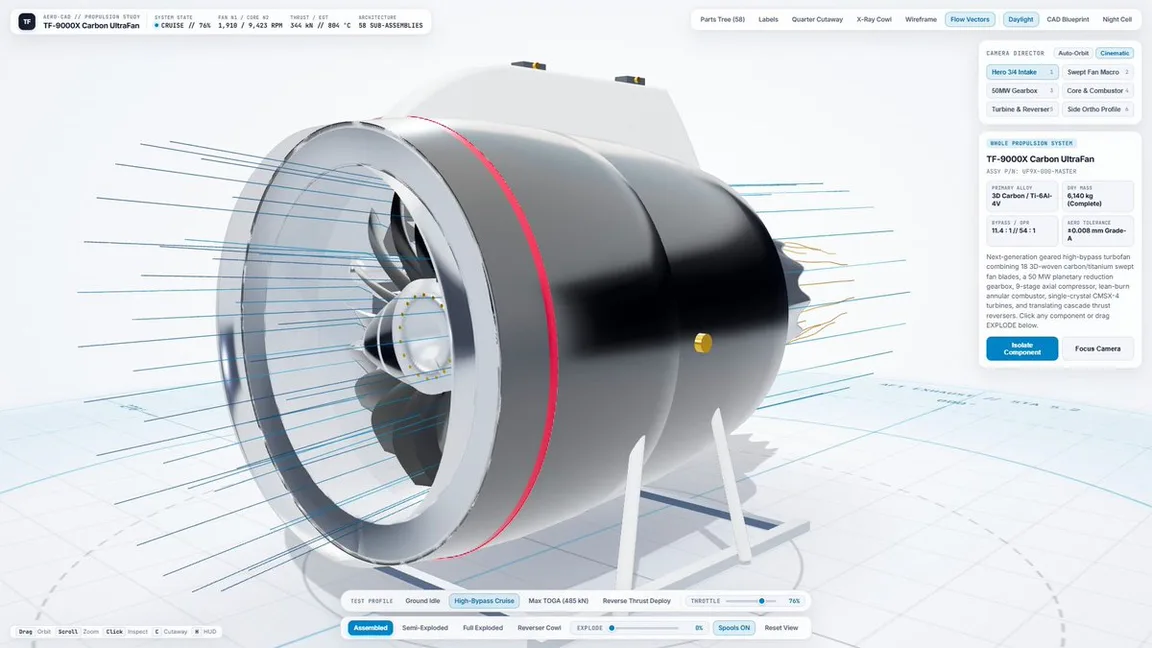 TF
AERO-CAD // PROPULSION STUDY
TF-9000X Carbon UltraFan
SYSTEM STATE
CRUISE // 76%
FAN N1 / CORE N2
1,910 / 9,423 RPM
THRUST / EGT
344 kN // 804 °C
ARCHITECTURE
58 SUB-ASSEMBLIES
Parts Tree (58)
Labels
Quarter Cutaway
X-Ray Cowl
Wireframe
Flow Vectors
Daylight
CAD Blueprint
Night Cell
CAMERA DIRECTOR
Auto-Orbit
Cinematic
Hero 3/4 Intake 1
Swept Fan Macro 2
50MW Gearbox 3
Core & Combustor 4
Turbine & Reverser 5
Side Ortho Profile 6
WHOLE PROPULSION SYSTEM
TF-9000X Carbon UltraFan
ASSY P/N: UF9X-000-MASTER
PRIMARY ALLOY
3D Carbon / Ti-6Al-
4V
DRY MASS
6,140 kg
(Complete)
BYPASS / OPR
11.4 : 1 // 54 : 1
AERO TOLERANCE
±0.008 mm Grade-
A
Next-generation geared high-bypass turbofan
combining 18 3D-woven carbon/titanium swept
fan blades, a 50 MW planetary reduction
gearbox, 9-stage axial compressor, lean-burn
annular combustor, single-crystal CMSX-4
turbines, and translating cascade thrust
reversers. Click any component or drag
EXPLODE below.
Isolate
Component
Focus Camera
AFT EXHAUST // STA 5.2
TEST PROFILE
Ground Idle
High-Bypass Cruise
Max TOGA (485 kN)
Reverse Thrust Deploy
THROTTLE
76%
Assembled
Semi-Exploded
Full Exploded
Reverser Cowl
EXPLODE
0%
Spools ON
Reset View
Drag Orbit
Scroll Zoom
Click Inspect
C Cutaway
H HUD